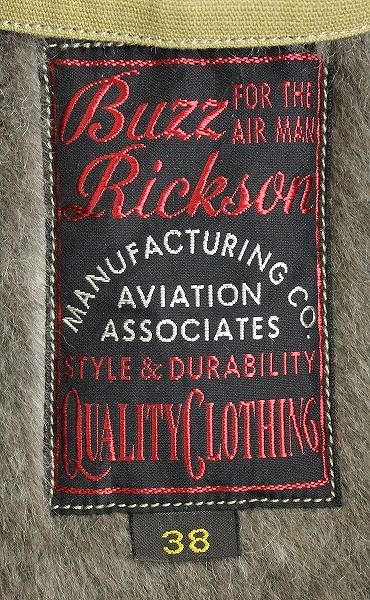 Buzz FOR THE
AIR MAN
Rickson
MANUFACTURING CO.
AVIATION
ASSOCIATES
STYLE & DURABILITY
QUALITY CLOTHING
38